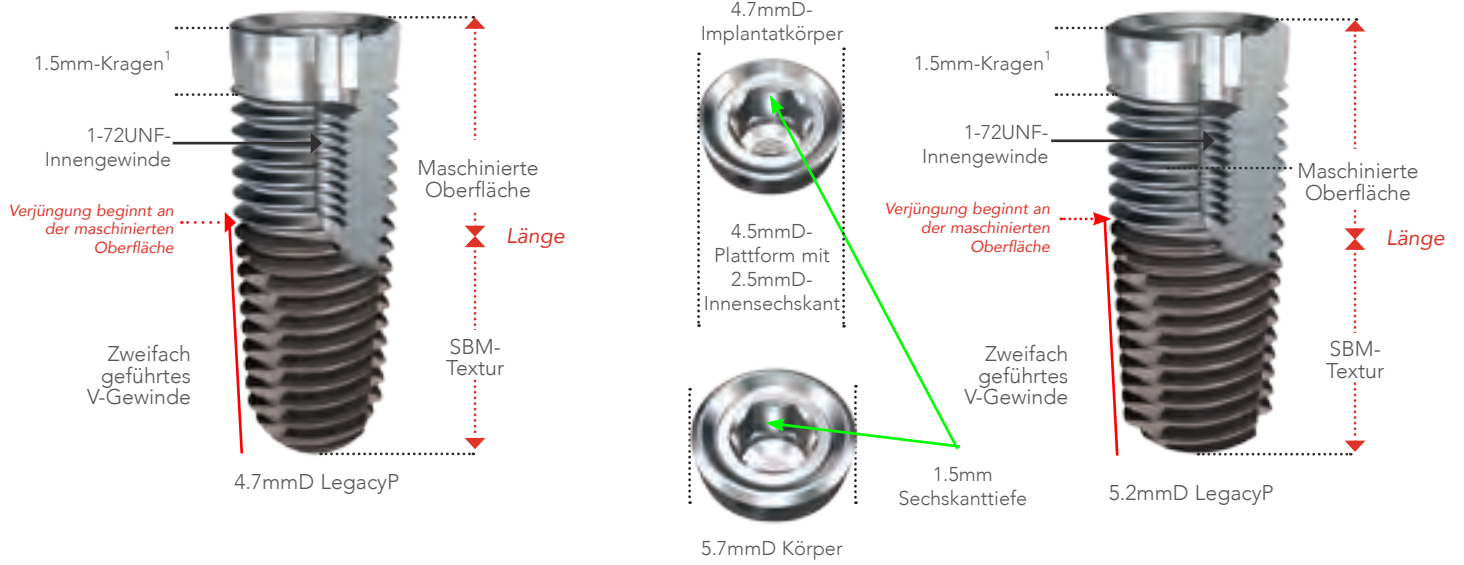 1.5mm-Kragen¹
1-72UNF-
Innengewinde
Verjüngung beginnt an
der maschinierten
Oberfläche
Zweifach
geführtes
V-Gewinde
Maschinierte
Oberfläche
Länge
SBM-
Textur
4.7mmD LegacyP
4.7mmD-
Implantatkörper
4.5mmD-
Plattform mit
2.5mmD-
Innensechskant
5.7mmD Körper
1.5mm
Sechskanttiefe
1.5mm-Kragen¹
1-72UNF-
Innengewinde
Verjüngung beginnt an
der maschinierten
Oberfläche
Zweifach
geführtes
V-Gewinde
Maschinierte
Oberfläche
Länge
SBM-
Textur
5.2mmD LegacyP